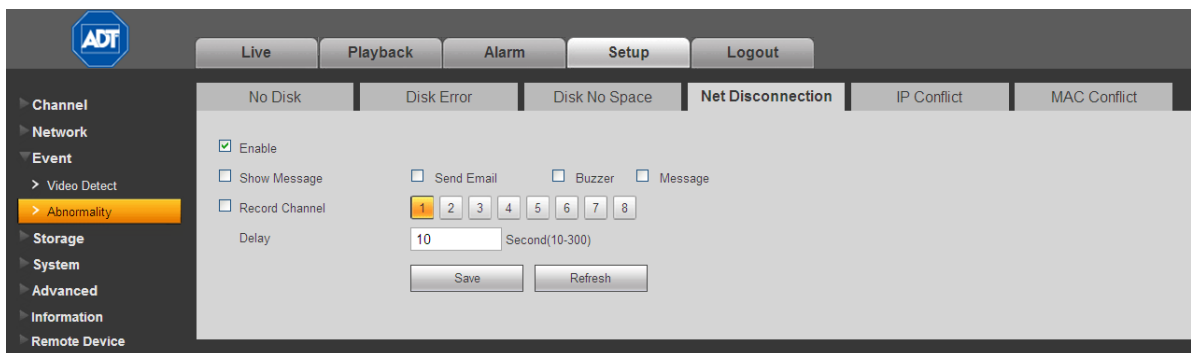 ADT
Live Playback Alarm Setup Logout
No Disk Disk Error Disk No Space Net Disconnection IP Conflict MAC Conflict
Channel
Network
Event
> Video Detect
> Abnormality
Storage
System
Advanced
Information
Remote Device
Enable
Show Message Send Email Buzzer Message
Record Channel 1 2 3 4 5 6 7 8
Delay 10 Second(10-300)
Save Refresh